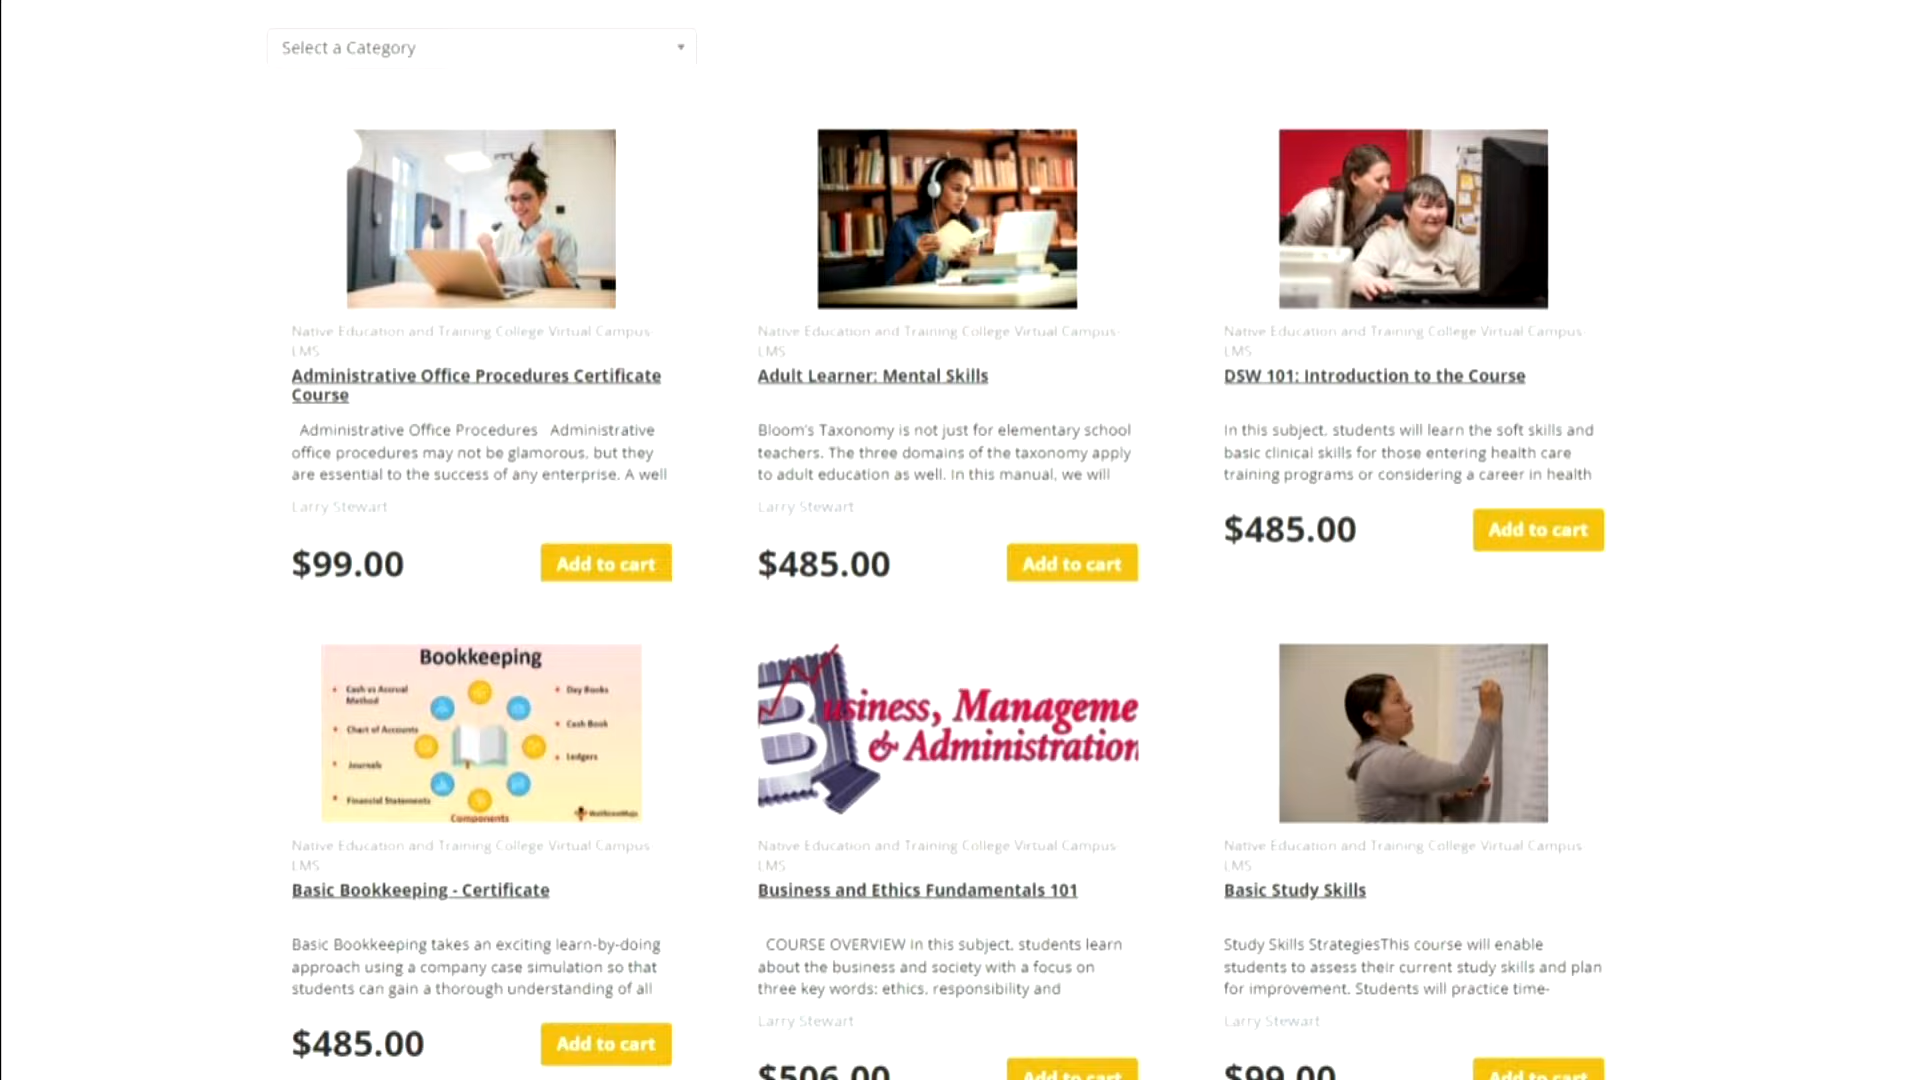 Select a Category
Native Education and Training College Virtual Campus-
LMS
Administrative Office Procedures Certificate
Course
Administrative Office Procedures Administrative
office procedures may not be glamorous, but they
are essential to the success of any enterprise. A well
Larry Stewart
$99.00
Add to cart
Native Education and Training College Virtual Campus-
LMS
Adult Learner: Mental Skills
Bloom's Taxonomy is not just for elementary school
teachers. The three domains of the taxonomy apply
to adult education as well. In this manual, we will
Larry Stewart
$485.00
Add to cart
Native Education and Training College Virtual Campus-
LMS
DSW 101: Introduction to the Course
In this subject, students will learn the soft skills and
basic clinical skills for those entering health care
training programs or considering a career in health
$485.00
Add to cart
Bookkeeping
Cash vs Accrual
Method
Chart of Accounts
Journals
Financial Statements
Day Books
Cash Book
Ledgers
Components
WallStreetMojo
Native Education and Training College Virtual Campus
LMS
Basic Bookkeeping - Certificate
Basic Bookkeeping takes an exciting learn-by-doing
approach using a company case simulation so that
students can gain a thorough understanding of all
$485.00
Add to cart
Business, Manageme
& Administration
Native Education and Training College Virtual Campus
LMS
Business and Ethics Fundamentals 101
COURSE OVERVIEW In this subject, students learn
about the business and society with a focus on
three key words: ethics, responsibility and
Larry Stewart
$506.00
Add to cart
Native Education and Training College Virtual Campus
LMS
Basic Study Skills
Study Skills StrategiesThis course will enable
students to assess their current study skills and plan
for improvement. Students will practice time-
Larry Stewart
$99.00
Add to cart